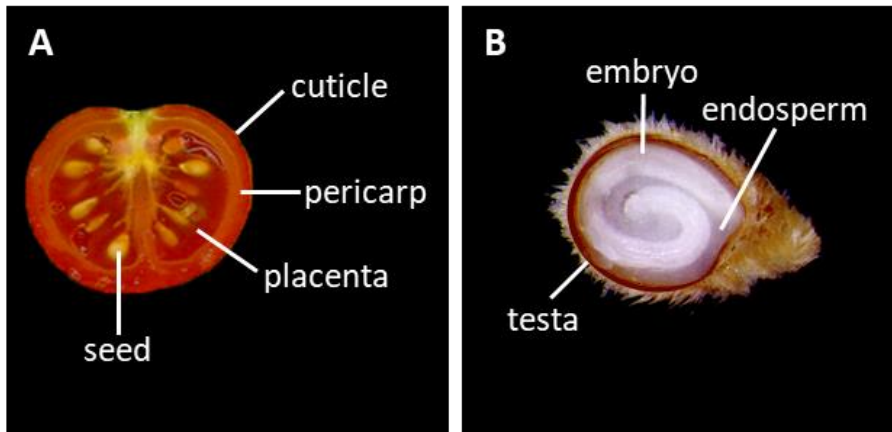 A
cuticle
pericarp
placenta
seed
B
embryo
endosperm
testa